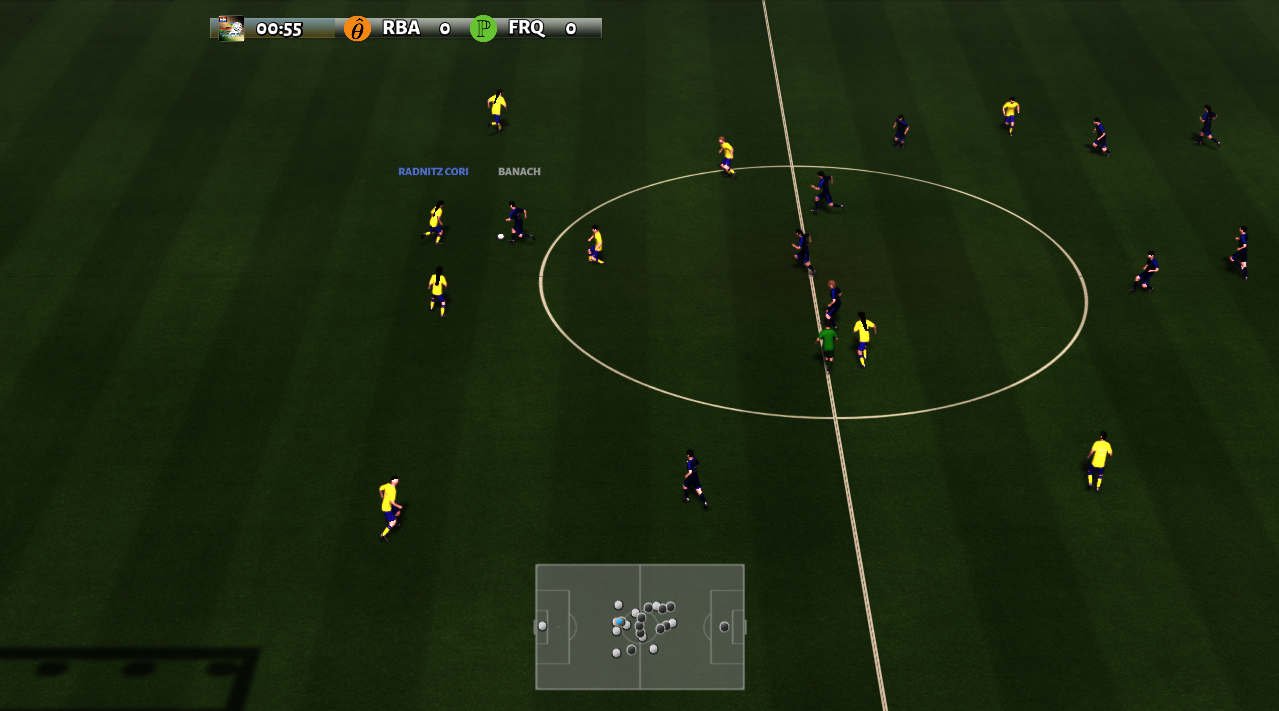 00:55 θ̂ RBA 0 ℙ FRQ 0
RADNITZ CORI BANACH